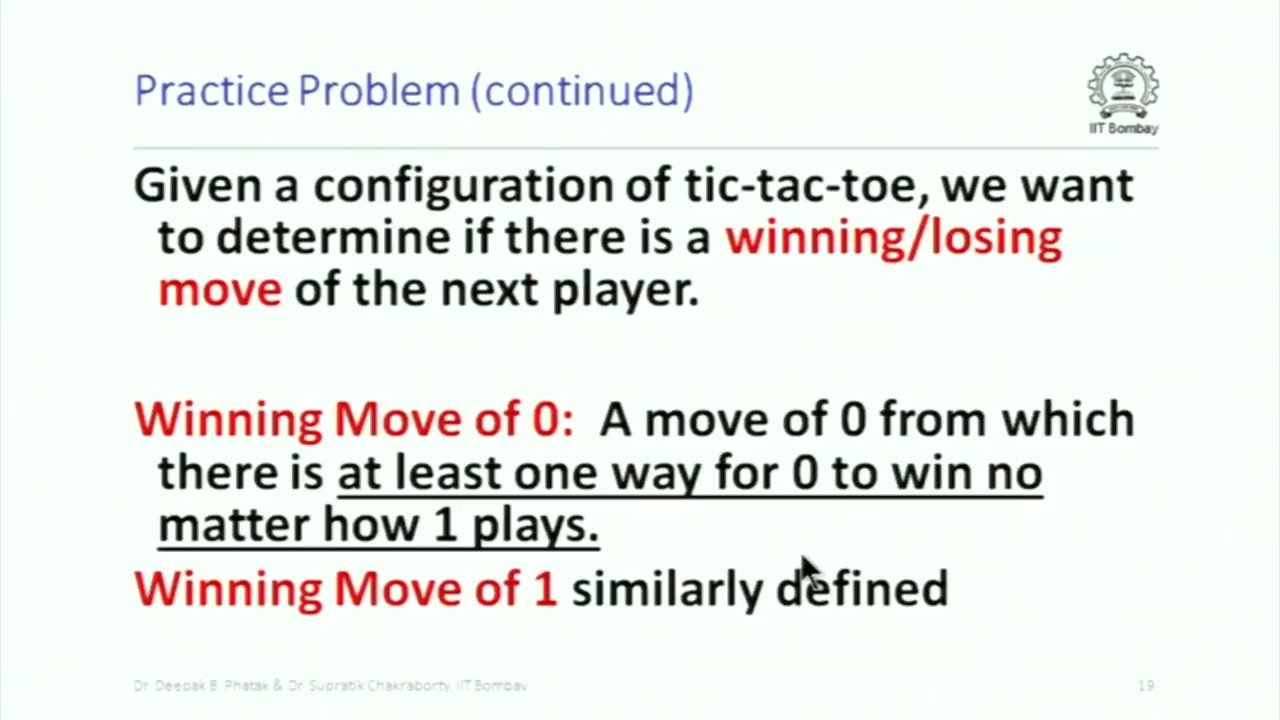 Practice Problem (continued)
IIT Bombay
Given a configuration of tic-tac-toe, we want
to determine if there is a winning/losing
move of the next player.
Winning Move of 0: A move of 0 from which
there is at least one way for 0 to win no
matter how 1 plays.
Winning Move of 1 similarly defined
Dr. Deepak B. Phatak & Dr. Supratik Chakraborty, IIT Bombay
19